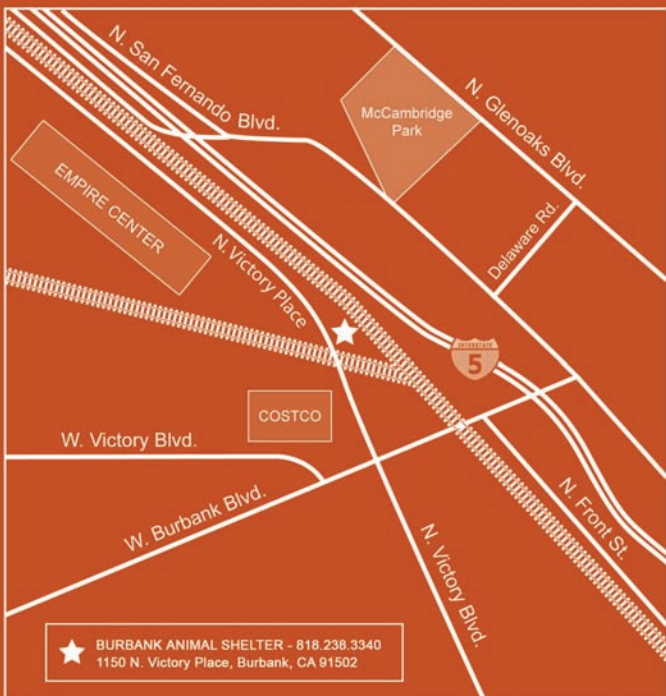 N. San Fernando Blvd.
McCambridge
Park
N. Glenoaks Blvd.
EMPIRE CENTER
Delaware Rd.
N. Victory Place
INTERSTATE
5
COSTCO
W. Victory Blvd.
W. Burbank Blvd.
N. Front St.
N. Victory Blvd.
BURBANK ANIMAL SHELTER - 818.238.3340
1150 N. Victory Place, Burbank, CA 91502